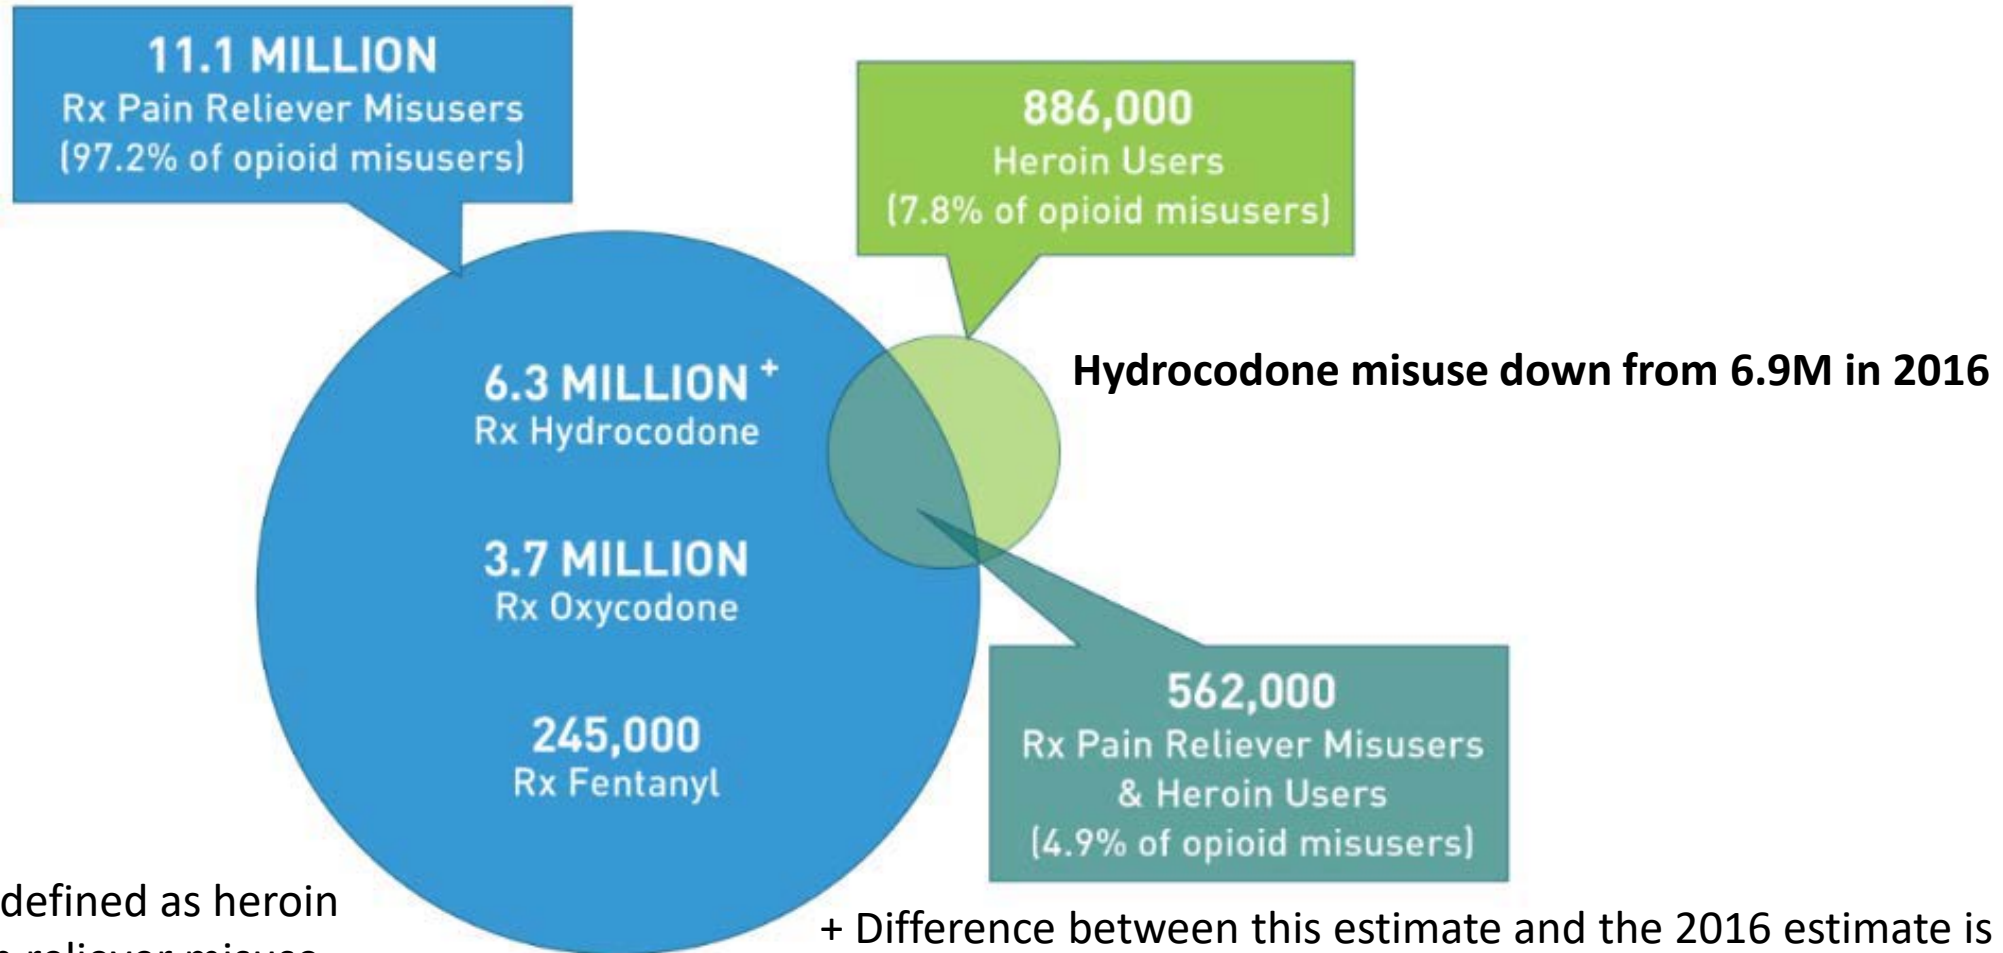 11.1 MILLION
Rx Pain Reliever Misusers
(97.2% of opioid misusers)
886,000
Heroin Users
(7.8% of opioid misusers)
6.3 MILLION +
Rx Hydrocodone
Hydrocodone misuse down from 6.9M in 2016
3.7 MILLION
Rx Oxycodone
245,000
Rx Fentanyl
562,000
Rx Pain Reliever Misusers
& Heroin Users
(4.9% of opioid misusers)
defined as heroin
reliever misuse
+ Difference between this estimate and the 2016 estimate is